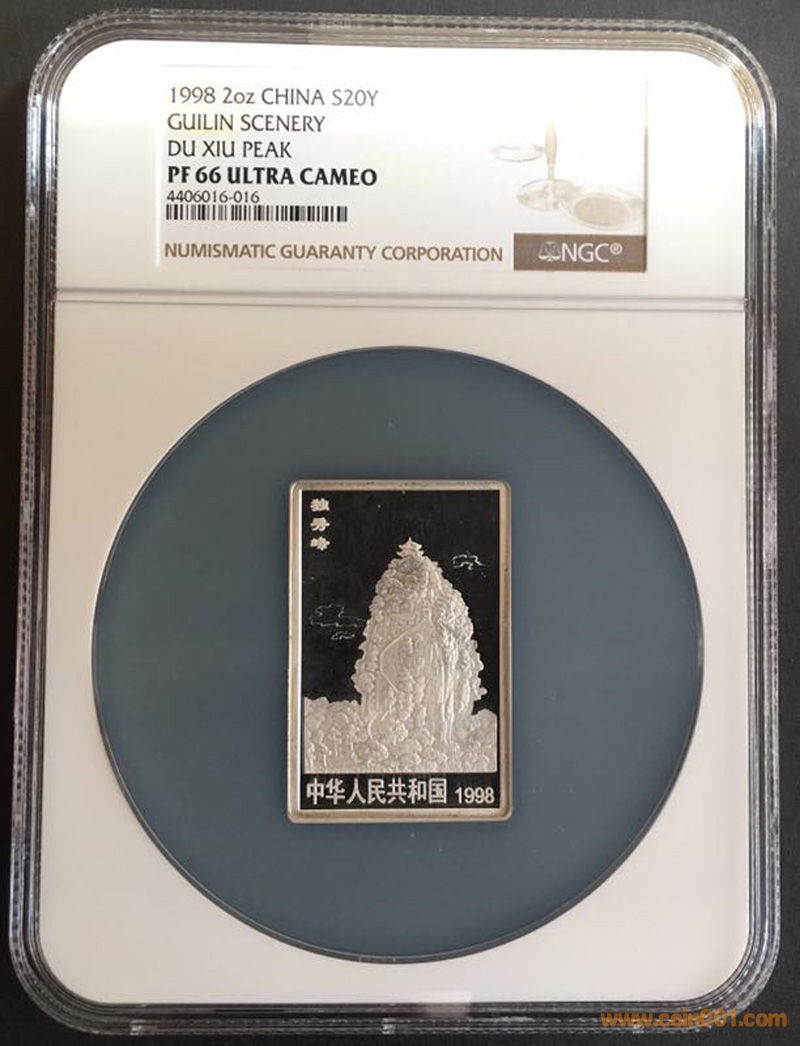 1998 2oz CHINA S20Y
GUILIN SCENERY
DU XIU PEAK
PF 66 ULTRA CAMEO
4406016-016
NUMISMATIC GUARANTY CORPORATION
NGC®
独秀峰
中华人民共和国 1998
www.coin001.com